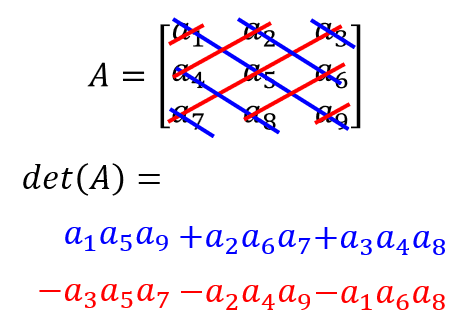 A = [a₁ a₂ a₃
a₄ a₅ a₆
a₇ a₈ a₉]
det(A) =
a₁a₅a₉ +a₂a₆a₇+a₃a₄a₈
−a₃a₅a₇ −a₂a₄a₉−a₁a₆a₈